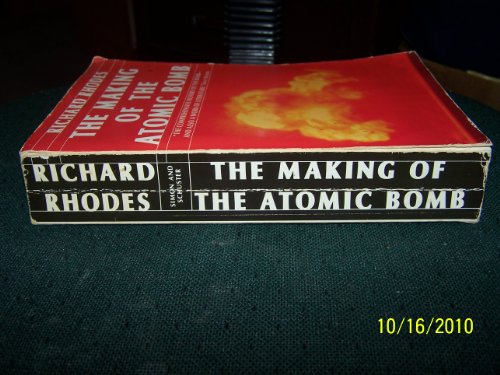 RICHARD RHODES
THE MAKING
OF THE
ATOMIC BOMB
RICHARD
RHODES
SIMON AND
SCHUSTER
THE MAKING OF
THE ATOMIC BOMB
10/16/2010